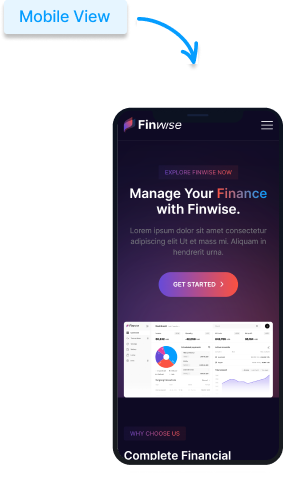 Mobile View
Finwise
EXPLORE FINWISE NOW
Manage Your Finance
with Finwise.
Lorem ipsum dolor sit amet consectetur
adipiscing elit Ut et mass mi. Aliquam in
hendrerit urna.
GET STARTED
WHY CHOOSE US
Complete Financial